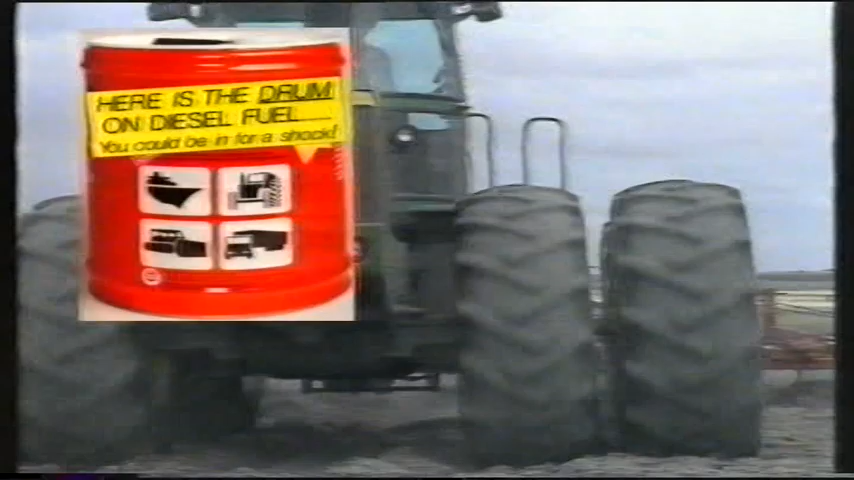 HERE IS THE DRUM
ON DIESEL FUEL.....
You could be in for a shock!